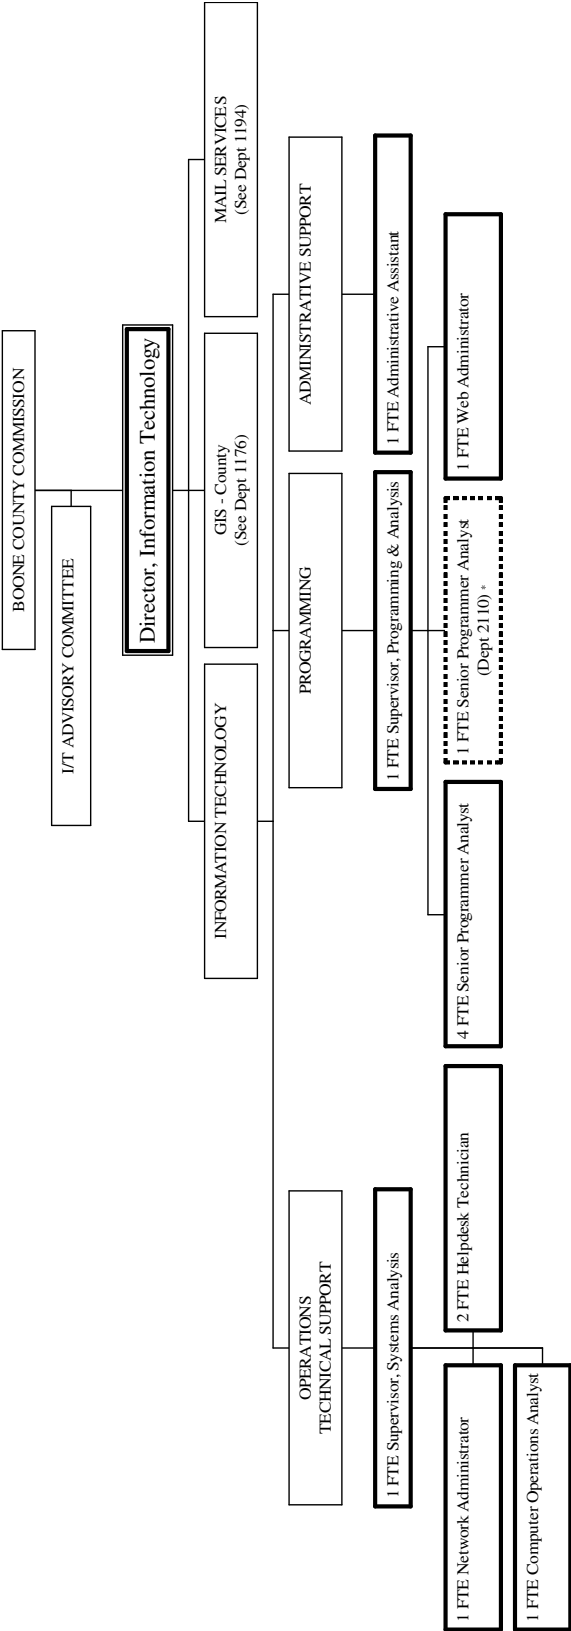 BOONE COUNTY COMMISSION
I/T ADVISORY COMMITTEE
Director, Information Technology
INFORMATION TECHNOLOGY
GIS - County
(See Dept 1176)
MAIL SERVICES
(See Dept 1194)
OPERATIONS
TECHNICAL SUPPORT
PROGRAMMING
ADMINISTRATIVE SUPPORT
1 FTE Supervisor, Systems Analysis
1 FTE Supervisor, Programming & Analysis
1 FTE Administrative Assistant
1 FTE Network Administrator
2 FTE Helpdesk Technician
4 FTE Senior Programmer Analyst
1 FTE Senior Programmer Analyst
(Dept 2110) *
1 FTE Web Administrator
1 FTE Computer Operations Analyst